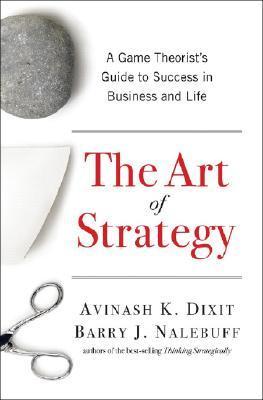 A Game Theorist's
Guide to Success in
Business and Life
The Art
of
Strategy
AVINASH K. DIXIT
BARRY J. NALEBUFF
authors of the best-selling Thinking Strategically